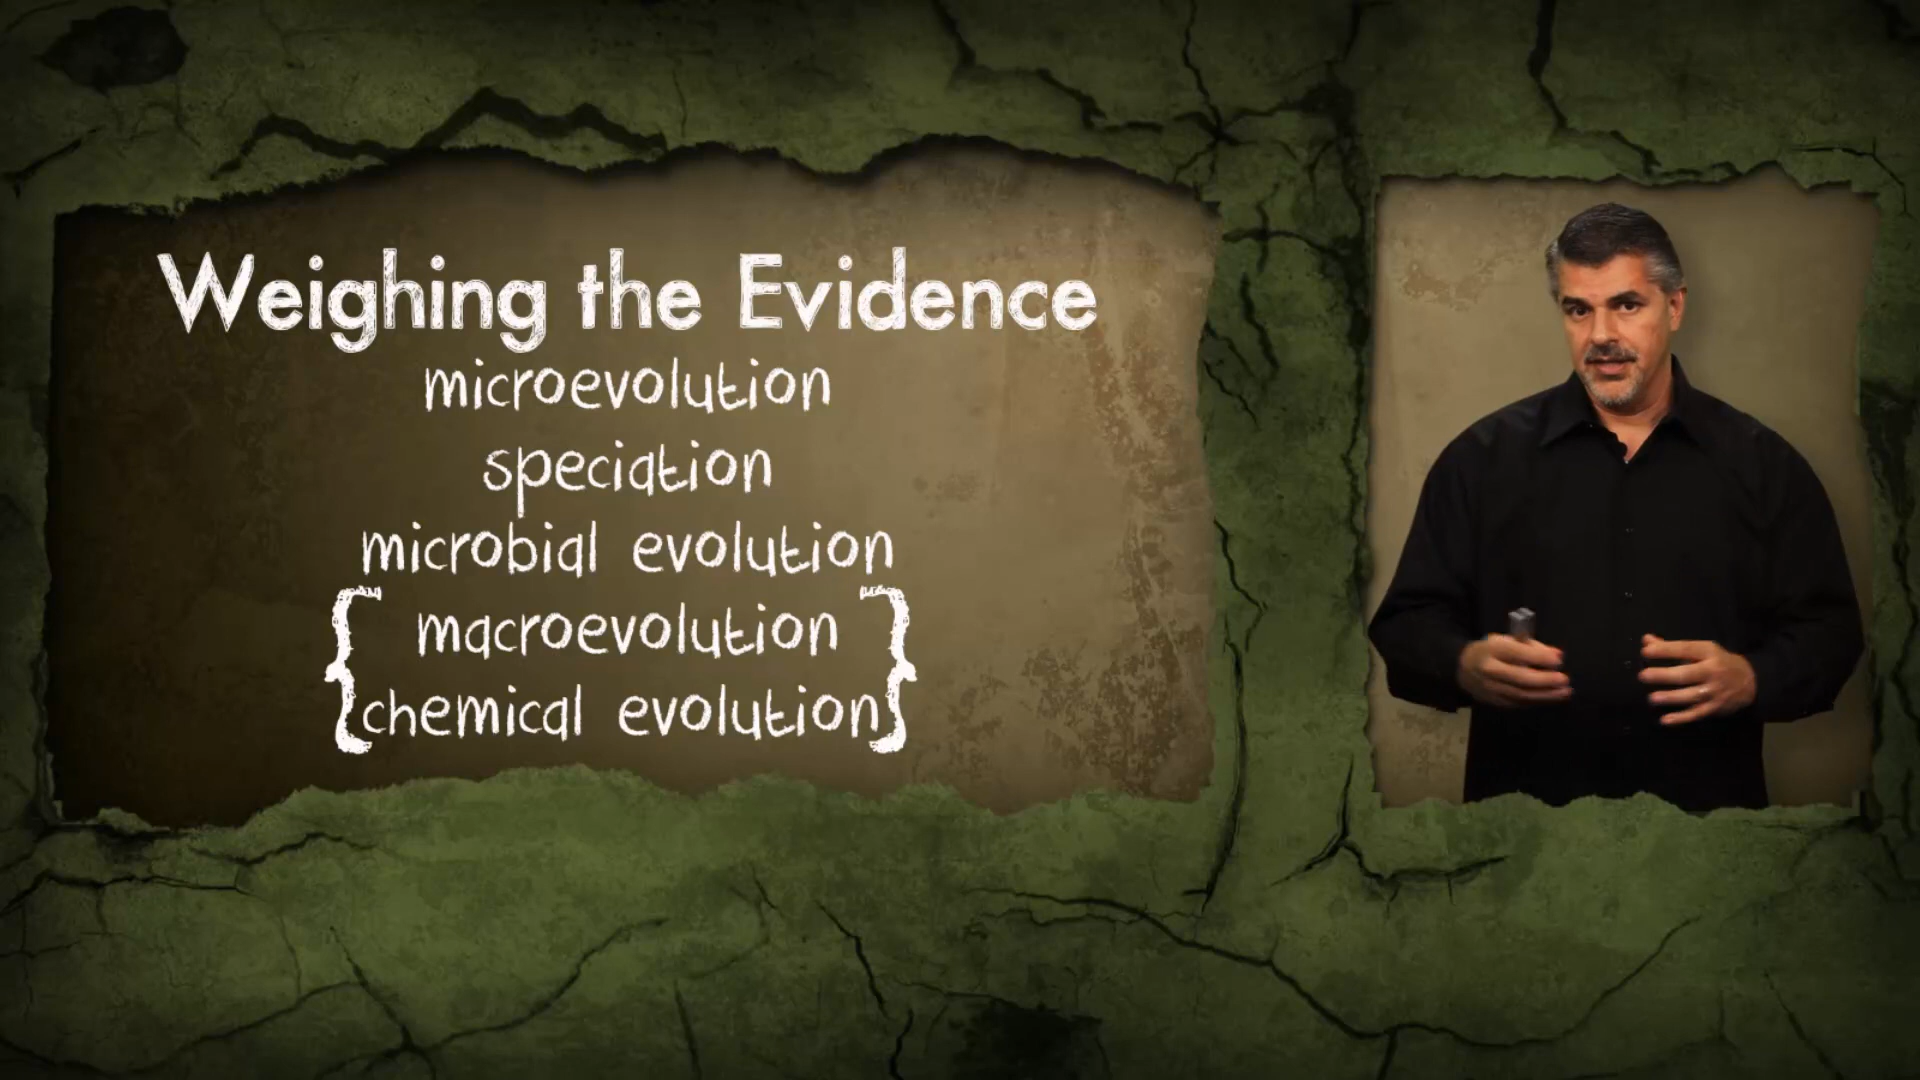 Weighing the Evidence
microevolution
speciation
microbial evolution
macroevolution
chemical evolution